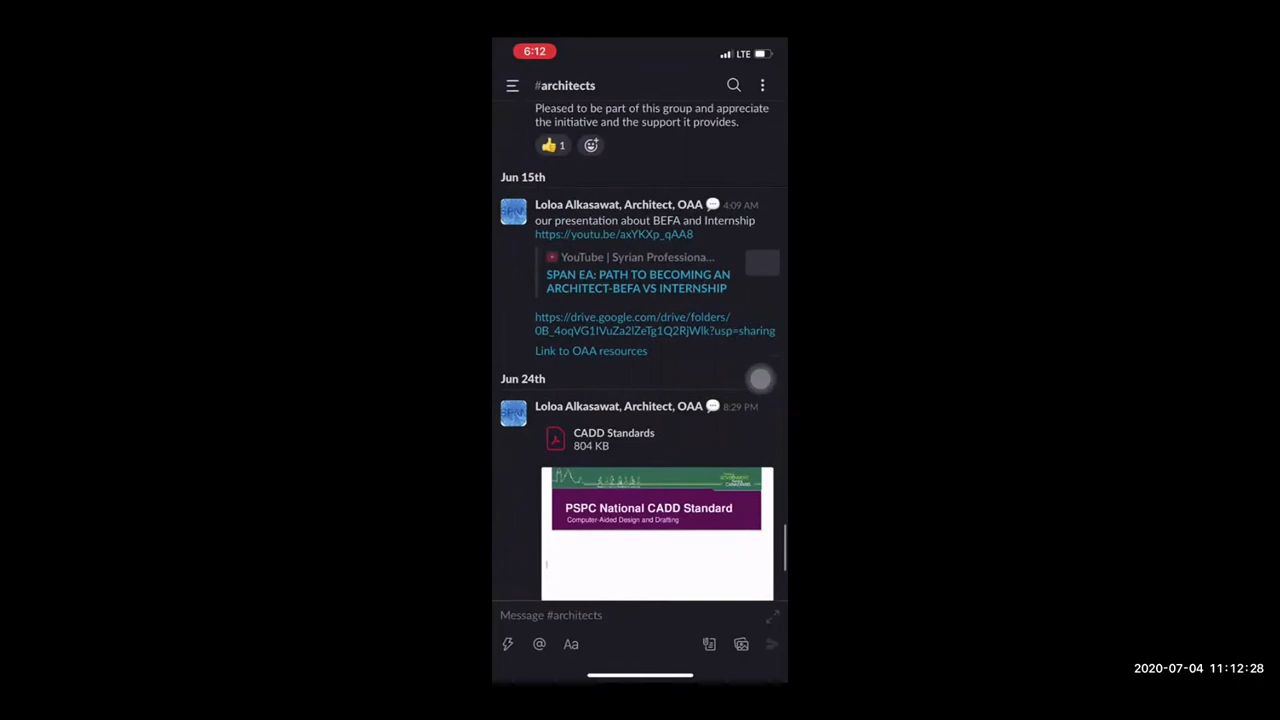 6:12
LTE
#architects
Pleased to be part of this group and appreciate
the initiative and the support it provides.
1
Jun 15th
Loloa Alkasawat, Architect, OAA 4:09 AM
our presentation about BEFA and Internship
https://youtu.be/axYKXp_qAA8
YouTube | Syrian Professiona...
SPAN EA: PATH TO BECOMING AN
ARCHITECT-BEFA VS INTERNSHIP
https://drive.google.com/drive/folders/
0B_4oqVG1IVuZa2lZeTg1Q2RjWlk?usp=sharing
Link to OAA resources
Jun 24th
Loloa Alkasawat, Architect, OAA 8:29 PM
CADD Standards
804 KB
PSPC National CADD Standard
Computer-Aided Design and Drafting
Message #architects
Aa
2020-07-04 11:12:28